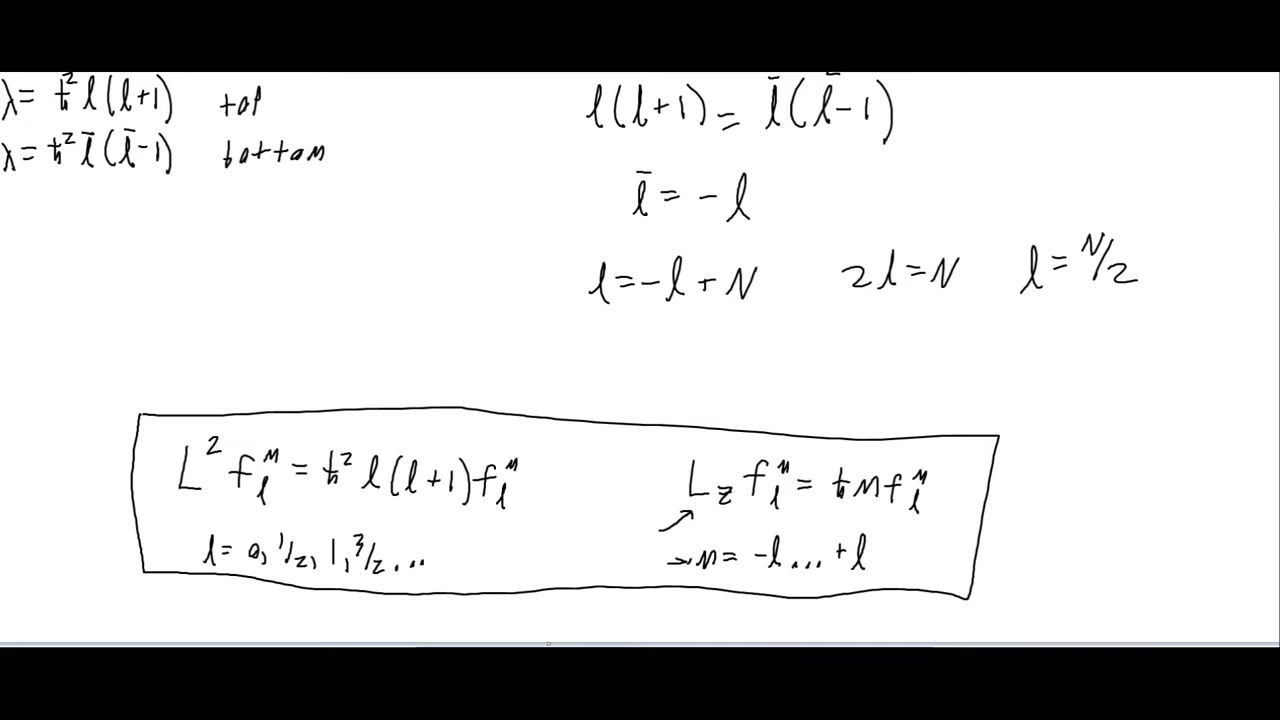 λ = ħ² l(l+1) top
λ = ħ² l̄(l̄-1) bottom
l(l+1) = l̄(l̄-1)
l̄ = -l
l = -l + N 2l = N l = N/2
L² f_l^m = ħ² l(l+1) f_l^m
l = 0, 1/2, 1, 3/2 ...
L_z f_l^m = ħ m f_l^m
→ m = -l ... +l